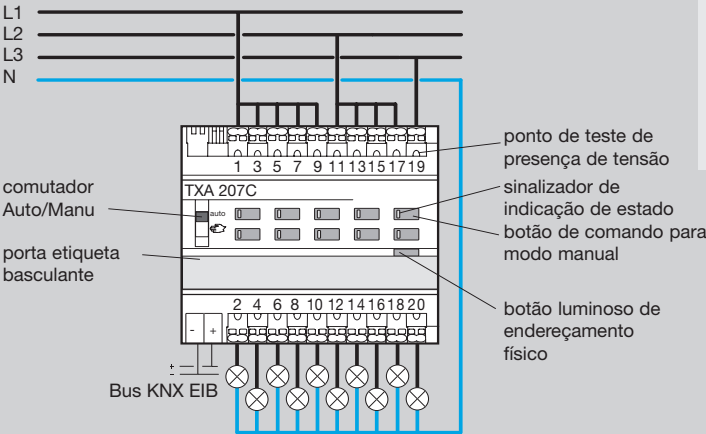 L1
L2
L3
N
1 3 5 7 9 11 13 15 17 19
ponto de teste de
presença de tensão
TXA 207C
comutador
Auto/Manu
auto
sinalizador de
indicação de estado
botão de comando para
modo manual
porta etiqueta
basculante
2 4 6 8 10 12 14 16 18 20
botão luminoso de
endereçamento
físico
- +
+ -
Bus KNX EIB